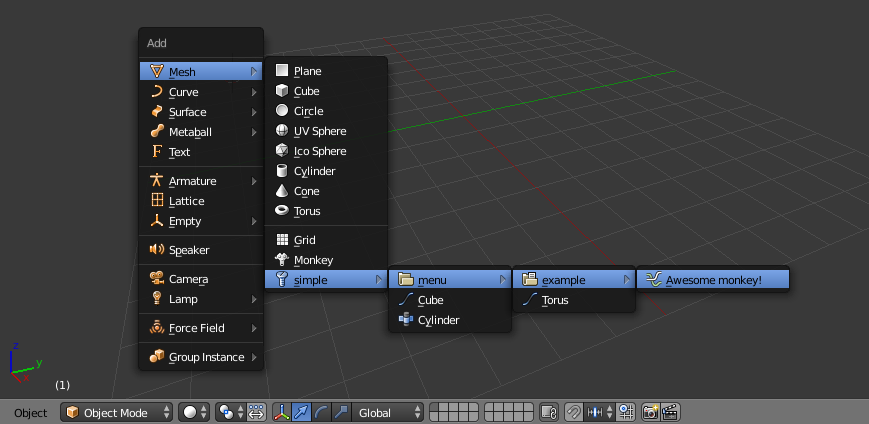 Add
Mesh
Curve
Surface
Metaball
Text
Armature
Lattice
Empty
Speaker
Camera
Lamp
Force Field
Group Instance
Plane
Cube
Circle
UV Sphere
Ico Sphere
Cylinder
Cone
Torus
Grid
Monkey
simple
menu
Cube
Cylinder
example
Torus
Awesome monkey!
z
y
x
(1)
Object
Object Mode
Global